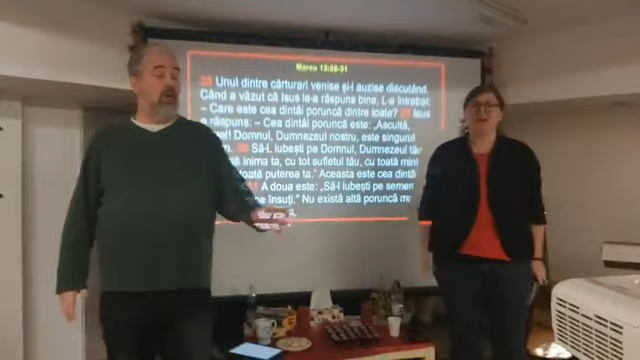 Marcu 12:28-31
28 Unul dintre cărturari venise și-i auzise discutând.
Când a văzut că Isus le-a răspuns bine, L-a întrebat:
– Care este cea dintâi poruncă dintre toate? 29 Isus
a răspuns: – Cea dintâi poruncă este: „Ascultă,
Domnul, Dumnezeul nostru, este singurul
30 Să-L iubești pe Domnul, Dumnezeul tău
inima ta, cu tot sufletul tău, cu toată
toată puterea ta.” Aceasta este cea dintâi
A doua este: „Să-l iubești pe
însuți.” Nu există altă poruncă